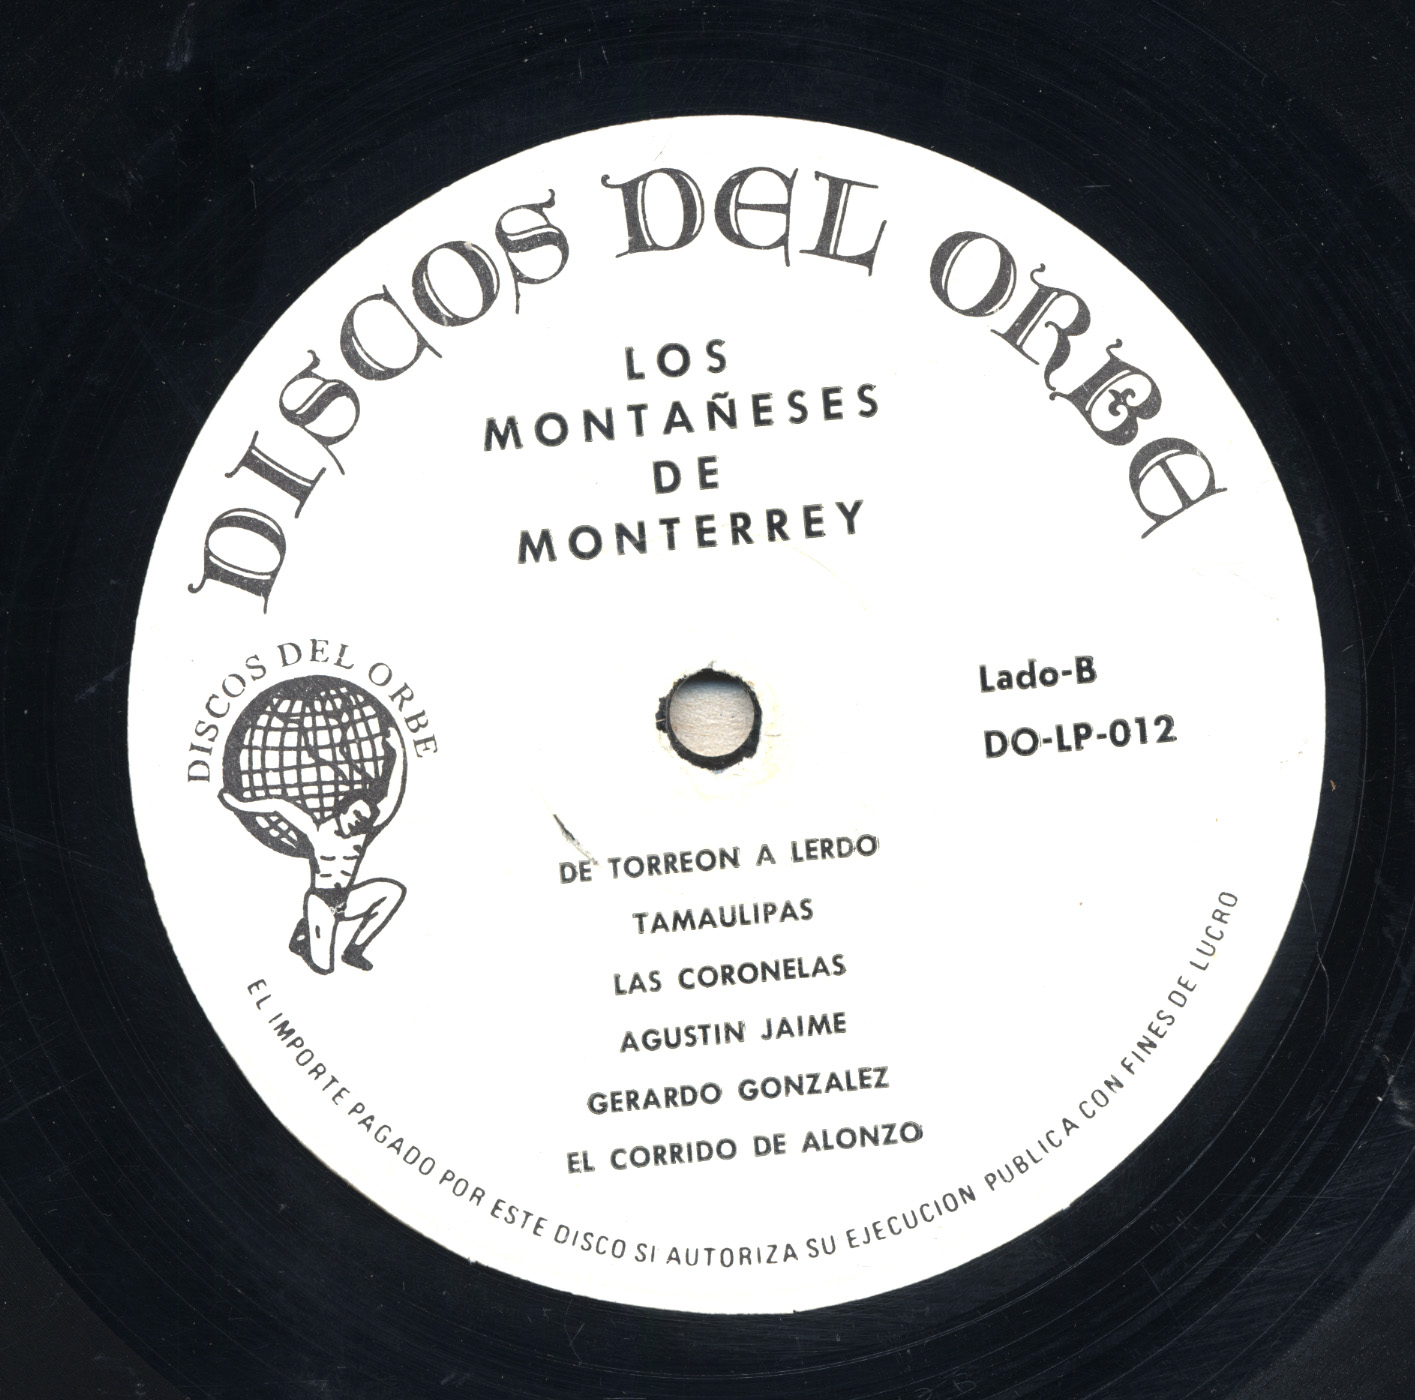 DISCOS DEL ORBE
LOS
MONTAÑESES
DE
MONTERREY
DISCOS DEL ORBE
Lado-B
DO-LP-012
DE TORREON A LERDO
TAMAULIPAS
LAS CORONELAS
AGUSTIN JAIME
GERARDO GONZALEZ
EL CORRIDO DE ALONZO
EL IMPORTE PAGADO POR ESTE DISCO SI AUTORIZA SU EJECUCION PUBLICA CON FINES DE LUCRO